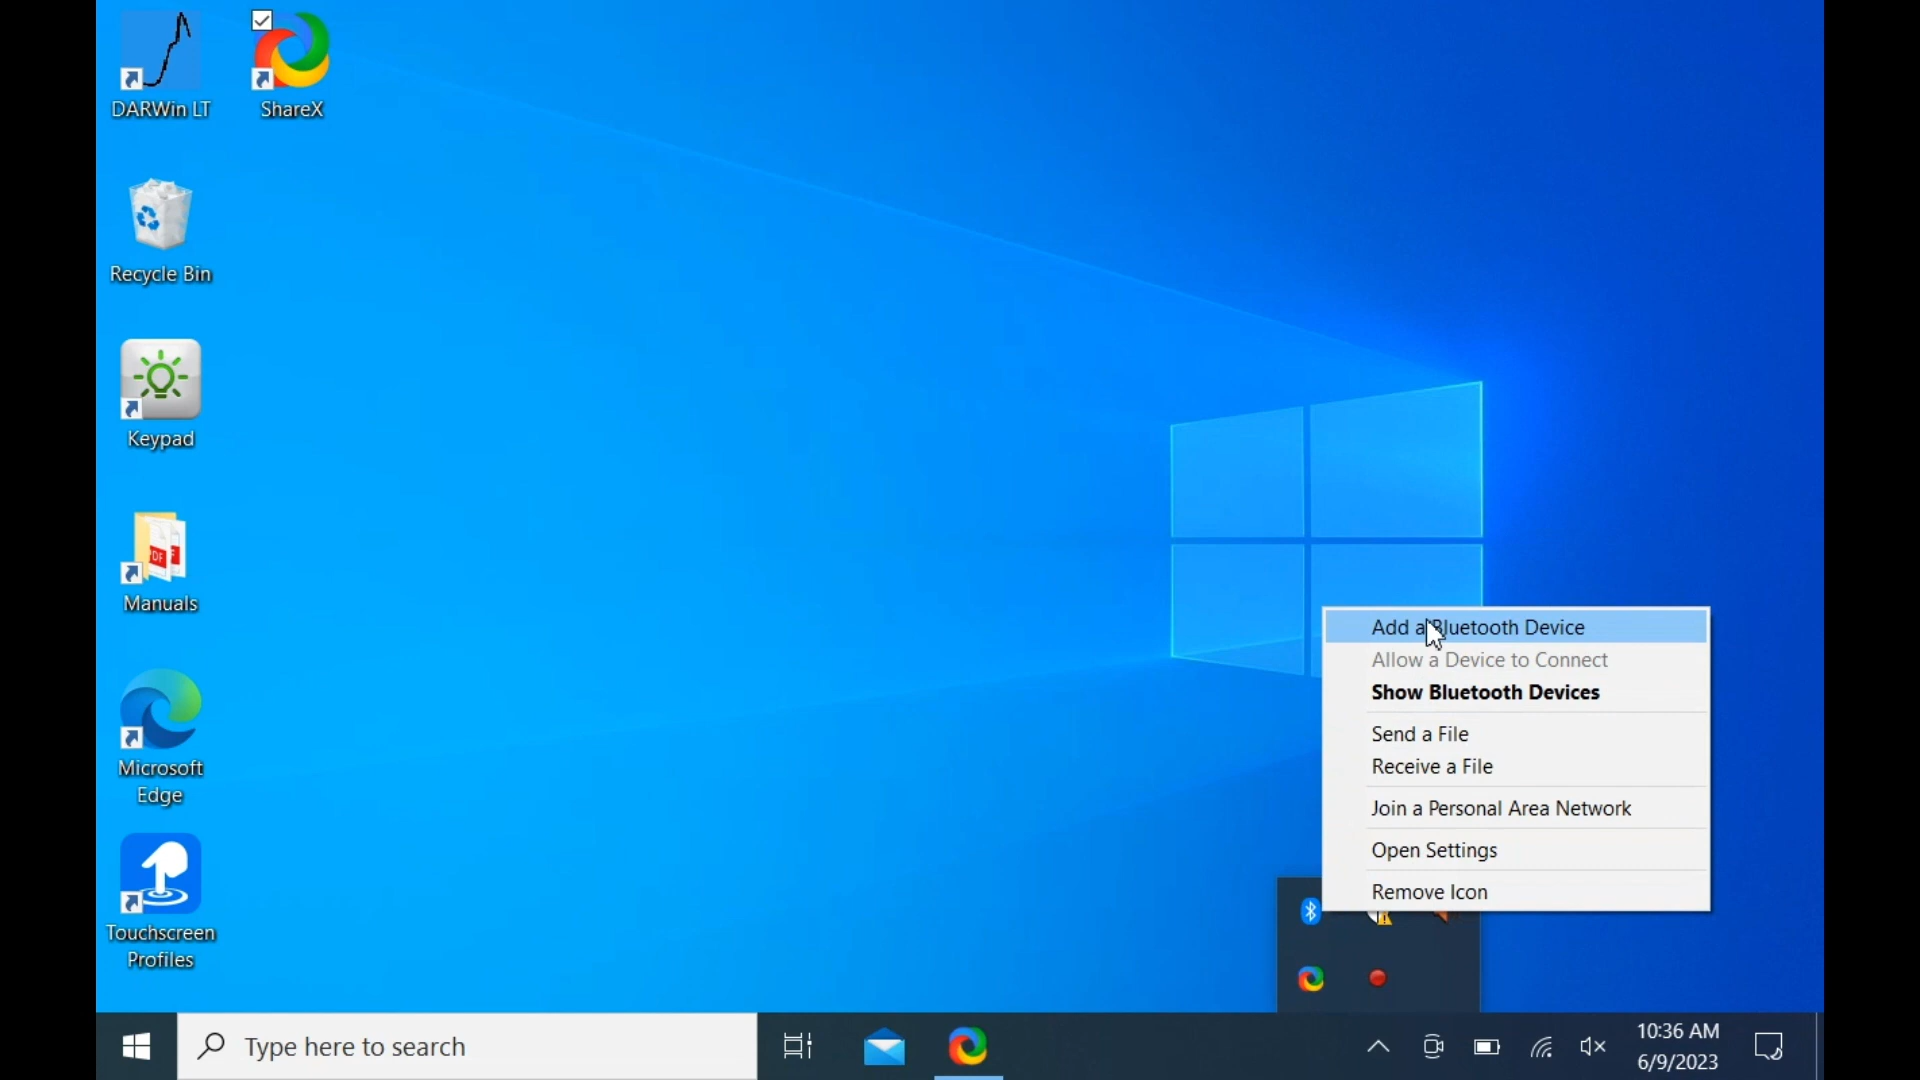 DARWin LT
ShareX
Recycle Bin
Keypad
PDF
Manuals
Microsoft
Edge
Touchscreen
Profiles
Add a Bluetooth Device
Allow a Device to Connect
Show Bluetooth Devices
Send a File
Receive a File
Join a Personal Area Network
Open Settings
Remove Icon
Type here to search
10:36 AM
6/9/2023